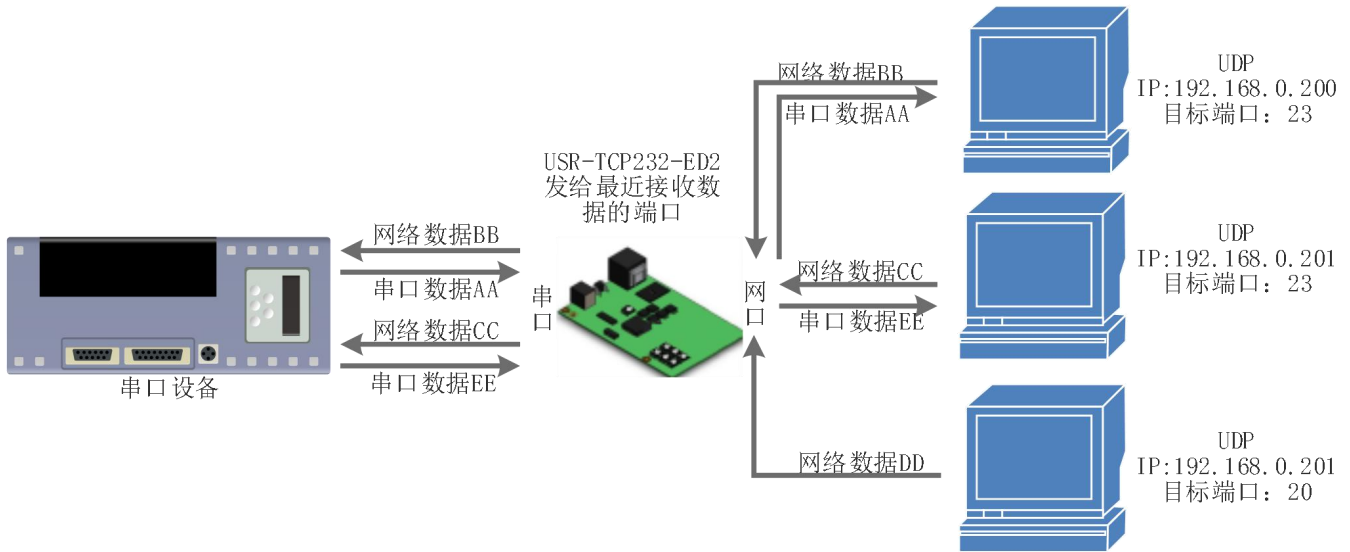 网络数据BB
串口数据AA
UDP
IP:192.168.0.200
目标端口：23
USR-TCP232-ED2
发给最近接收数
据的端口
网络数据BB
串口数据AA
网络数据CC
串口数据EE
串口设备
串口
网口
网络数据CC
串口数据EE
UDP
IP:192.168.0.201
目标端口：23
网络数据DD
UDP
IP:192.168.0.201
目标端口：20